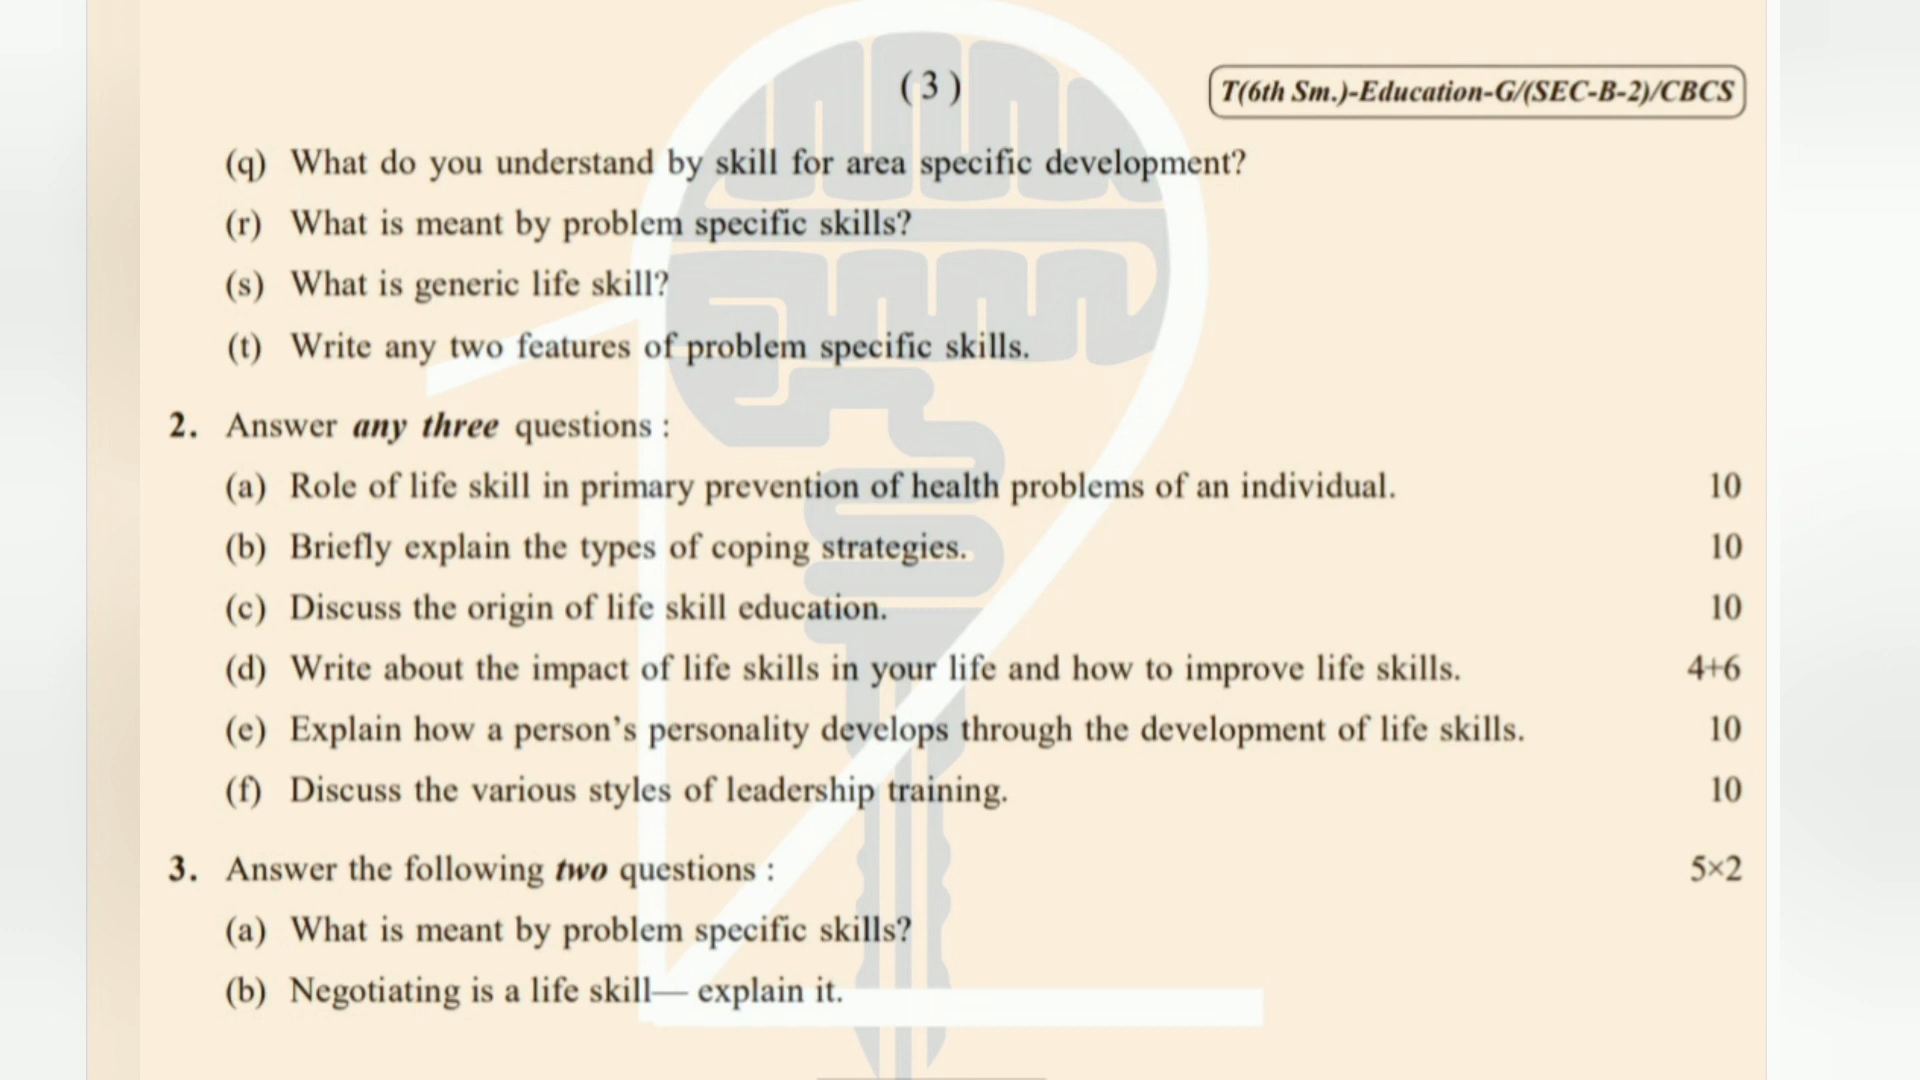 (3)
T(6th Sm.)-Education-G/(SEC-B-2)/CBCS
(q) What do you understand by skill for area specific development?
(r) What is meant by problem specific skills?
(s) What is generic life skill?
(t) Write any two features of problem specific skills.
2. Answer any three questions :
(a) Role of life skill in primary prevention of health problems of an individual. 10
(b) Briefly explain the types of coping strategies. 10
(c) Discuss the origin of life skill education. 10
(d) Write about the impact of life skills in your life and how to improve life skills. 4+6
(e) Explain how a person's personality develops through the development of life skills. 10
(f) Discuss the various styles of leadership training. 10
3. Answer the following two questions : 5×2
(a) What is meant by problem specific skills?
(b) Negotiating is a life skill— explain it.